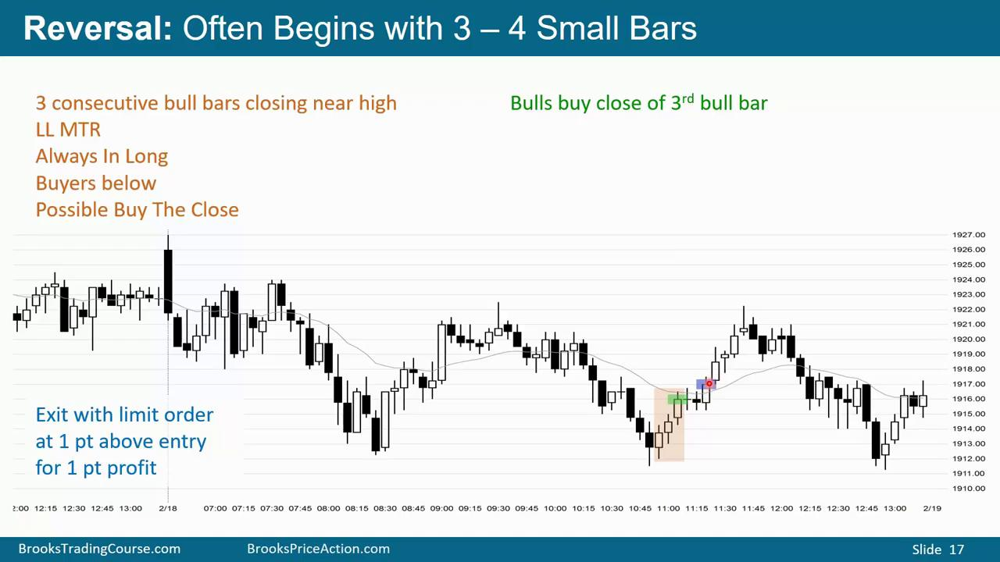 Reversal: Often Begins with 3 – 4 Small Bars
3 consecutive bull bars closing near high
LL MTR
Always In Long
Buyers below
Possible Buy The Close
Bulls buy close of 3rd bull bar
Exit with limit order
at 1 pt above entry
for 1 pt profit
1927.00
1926.00
1925.00
1924.00
1923.00
1922.00
1921.00
1920.00
1919.00
1918.00
1917.00
1916.00
1915.00
1914.00
1913.00
1912.00
1911.00
1910.00
2:00 12:15 12:30 12:45 13:00 2/18 07:00 07:15 07:30 07:45 08:00 08:15 08:30 08:45 09:00 09:15 09:30 09:45 10:00 10:15 10:30 10:45 11:00 11:15 11:30 11:45 12:00 12:15 12:30 12:45 13:00 2/19
BrooksTradingCourse.com BrooksPriceAction.com Slide 17